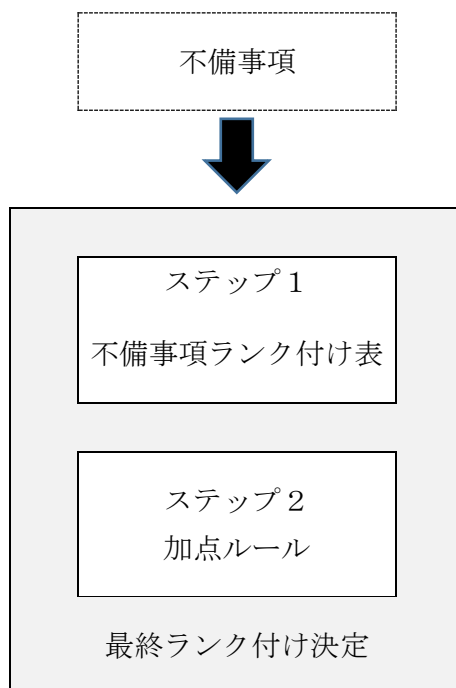 不備事項
ステップ１
不備事項ランク付け表
ステップ２
加点ルール
最終ランク付け決定